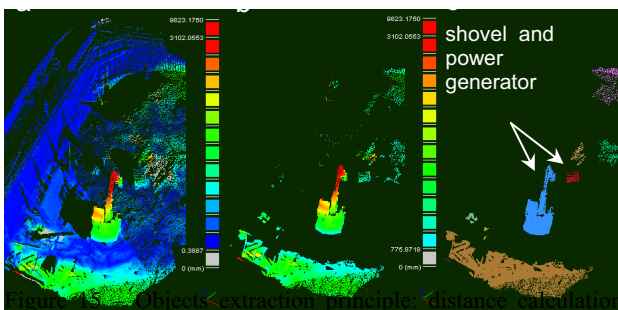 9823.1750
3102.0553
0.3887
0 (mm)
b
9823.1750
3102.0553
775.8718
0 (mm)
shovel and
power
generator
Figure 15 – Objects extraction principle: distance calculation